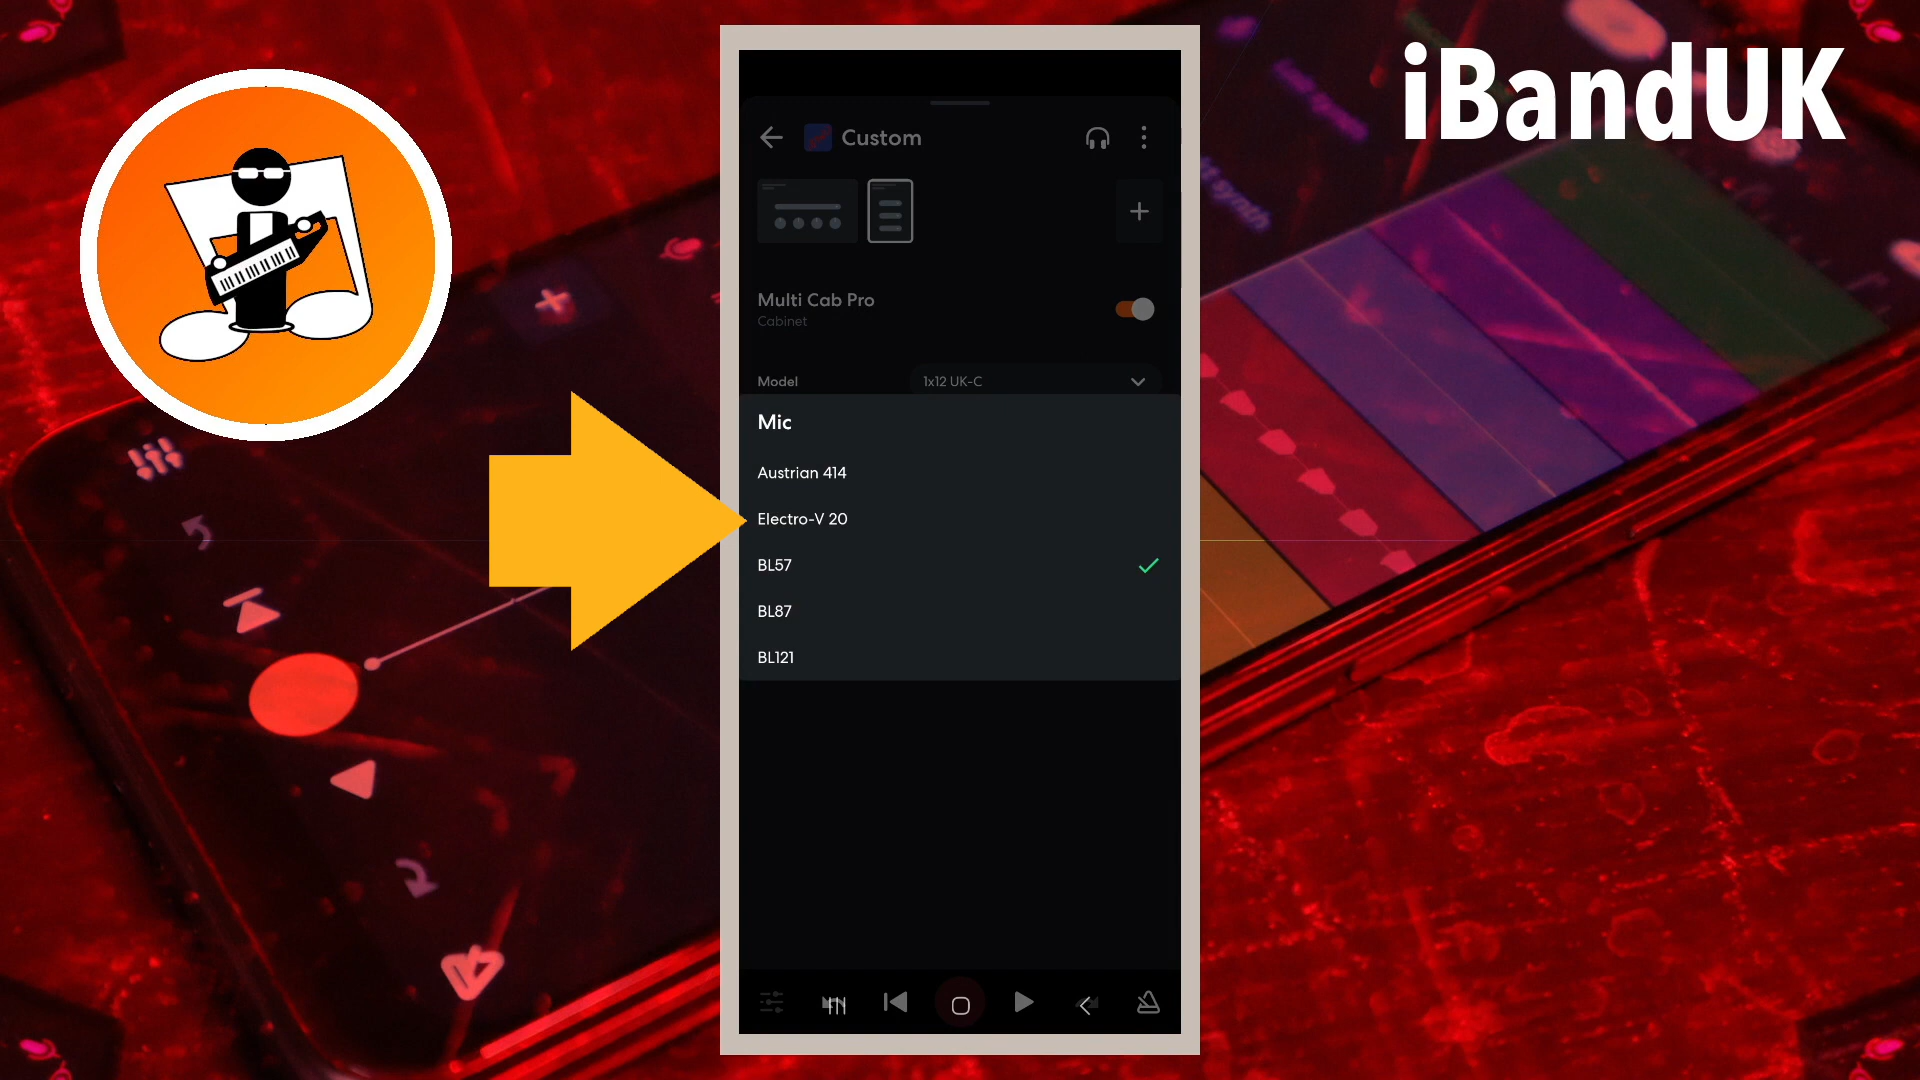 iBandUK
Custom
Multi Cab Pro
Cabinet
Model
1x12 UK-C
Mic
Austrian 414
Electro-V 20
BL57
BL87
BL121